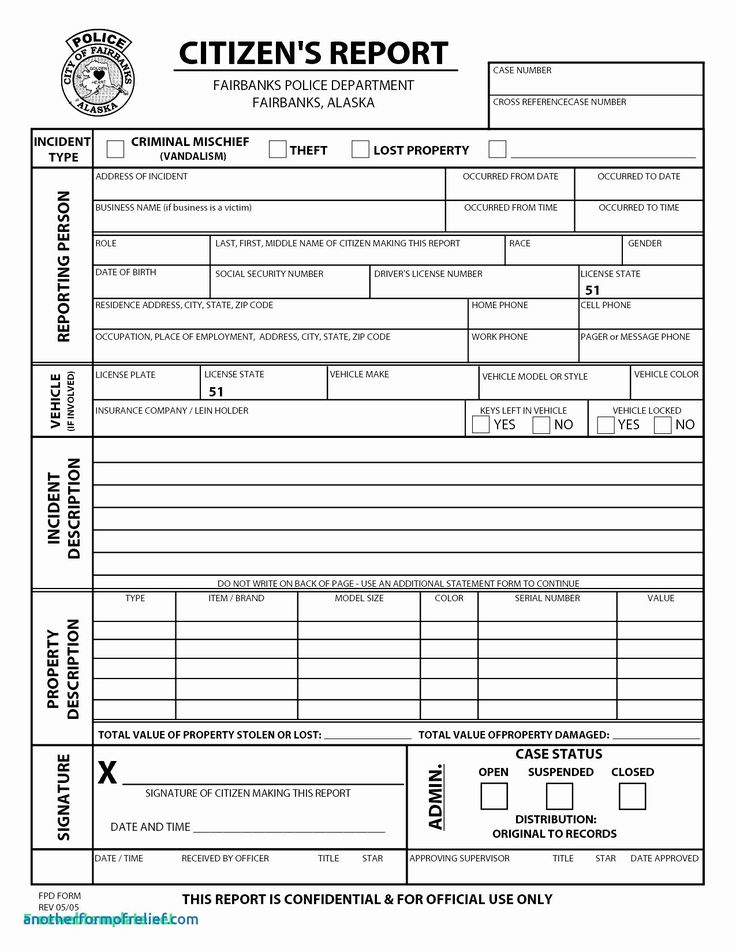 POLICE
CITY OF FAIRBANKS
GOLDEN
HEART
ALASKA
CITIZEN'S REPORT
FAIRBANKS POLICE DEPARTMENT
FAIRBANKS, ALASKA
CASE NUMBER
CROSS REFERENCECASE NUMBER
INCIDENT TYPE
CRIMINAL MISCHIEF
(VANDALISM)
THEFT
LOST PROPERTY
REPORTING PERSON
ADDRESS OF INCIDENT
OCCURRED FROM DATE
OCCURRED TO DATE
BUSINESS NAME (if business is a victim)
OCCURRED FROM TIME
OCCURRED TO TIME
ROLE
LAST, FIRST, MIDDLE NAME OF CITIZEN MAKING THIS REPORT
RACE
GENDER
DATE OF BIRTH
SOCIAL SECURITY NUMBER
DRIVER'S LICENSE NUMBER
LICENSE STATE
51
RESIDENCE ADDRESS, CITY, STATE, ZIP CODE
HOME PHONE
CELL PHONE
OCCUPATION, PLACE OF EMPLOYMENT, ADDRESS, CITY, STATE, ZIP CODE
WORK PHONE
PAGER or MESSAGE PHONE
VEHICLE
(IF INVOLVED)
LICENSE PLATE
LICENSE STATE
51
VEHICLE MAKE
VEHICLE MODEL OR STYLE
VEHICLE COLOR
INSURANCE COMPANY / LEIN HOLDER
KEYS LEFT IN VEHICLE
YES NO
VEHICLE LOCKED
YES NO
INCIDENT
DESCRIPTION
DO NOT WRITE ON BACK OF PAGE - USE AN ADDITIONAL STATEMENT FORM TO CONTINUE
PROPERTY
DESCRIPTION
TYPE
ITEM / BRAND
MODEL SIZE
COLOR
SERIAL NUMBER
VALUE
TOTAL VALUE OF PROPERTY STOLEN OR LOST:
TOTAL VALUE OFPROPERTY DAMAGED:
SIGNATURE
X
SIGNATURE OF CITIZEN MAKING THIS REPORT
DATE AND TIME
ADMIN.
CASE STATUS
OPEN SUSPENDED CLOSED
DISTRIBUTION:
ORIGINAL TO RECORDS
DATE / TIME
RECEIVED BY OFFICER
TITLE
STAR
APPROVING SUPERVISOR
TITLE
STAR
DATE APPROVED
FPD FORM
REV 05/05
THIS REPORT IS CONFIDENTIAL & FOR OFFICIAL USE ONLY